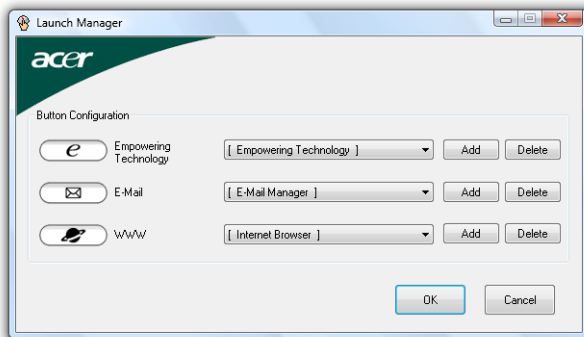 Launch Manager
acer
Button Configuration
e Empowering Technology [ Empowering Technology ] Add Delete
E-Mail [ E-Mail Manager ] Add Delete
WWW [ Internet Browser ] Add Delete
OK Cancel